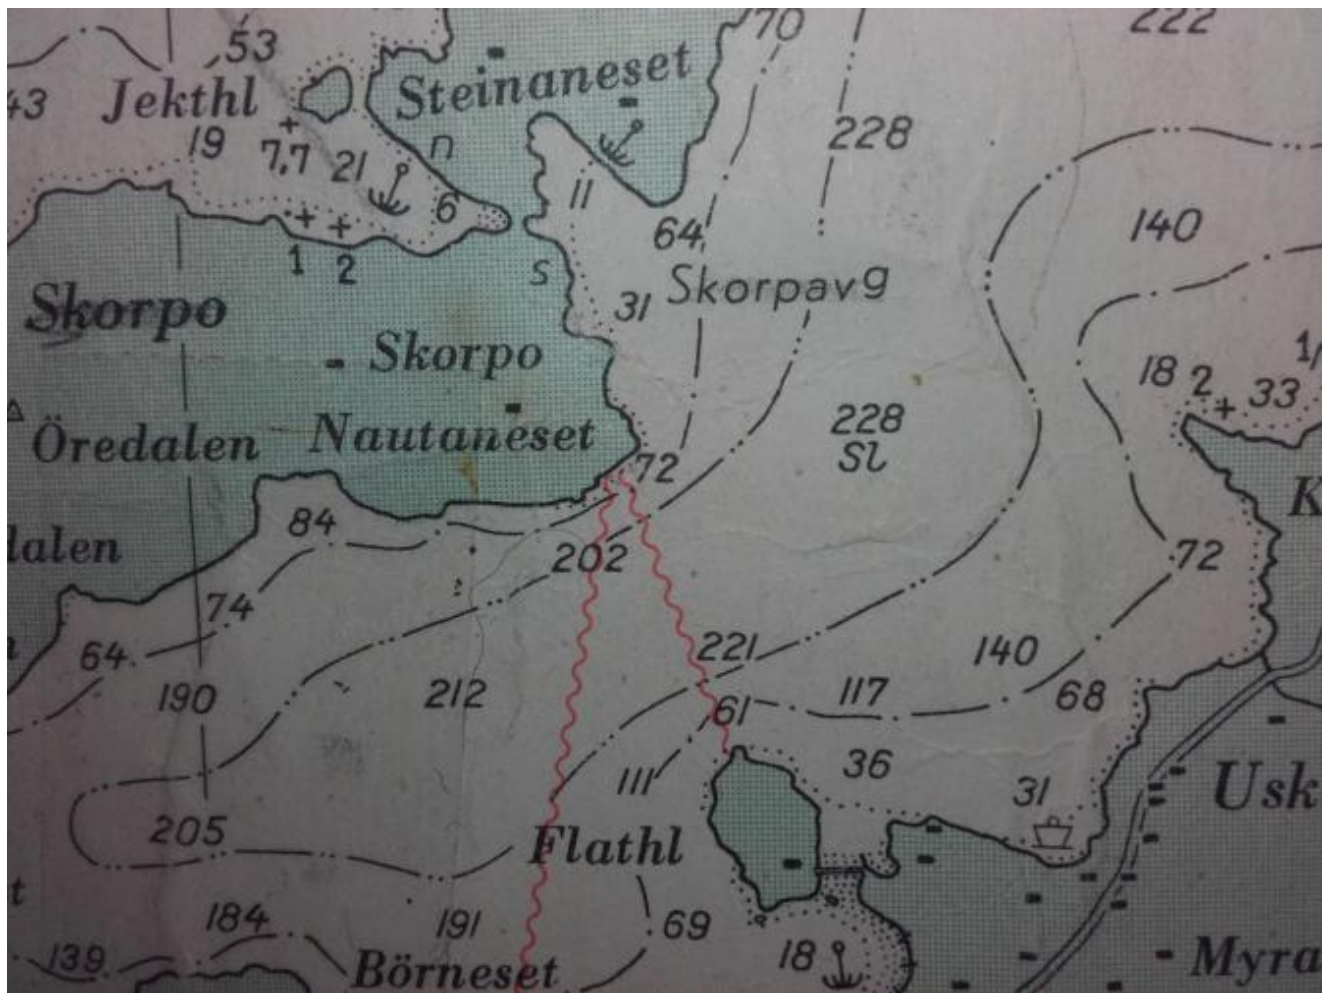 53
70
222
43
Jekthl
Steinaneset
19
7,7
21
n
228
11
6
64
140
1
2
s
Skorpo
31
Skorpavg
Skorpo
18
2
33
Öredalen
Nautaneset
228
Sl
72
K
84
dalen
202
72
74
64
221
140
190
212
61
117
68
111
36
31
Usk
205
Flathl
t
184
191
69
139
Börneset
18
Myra